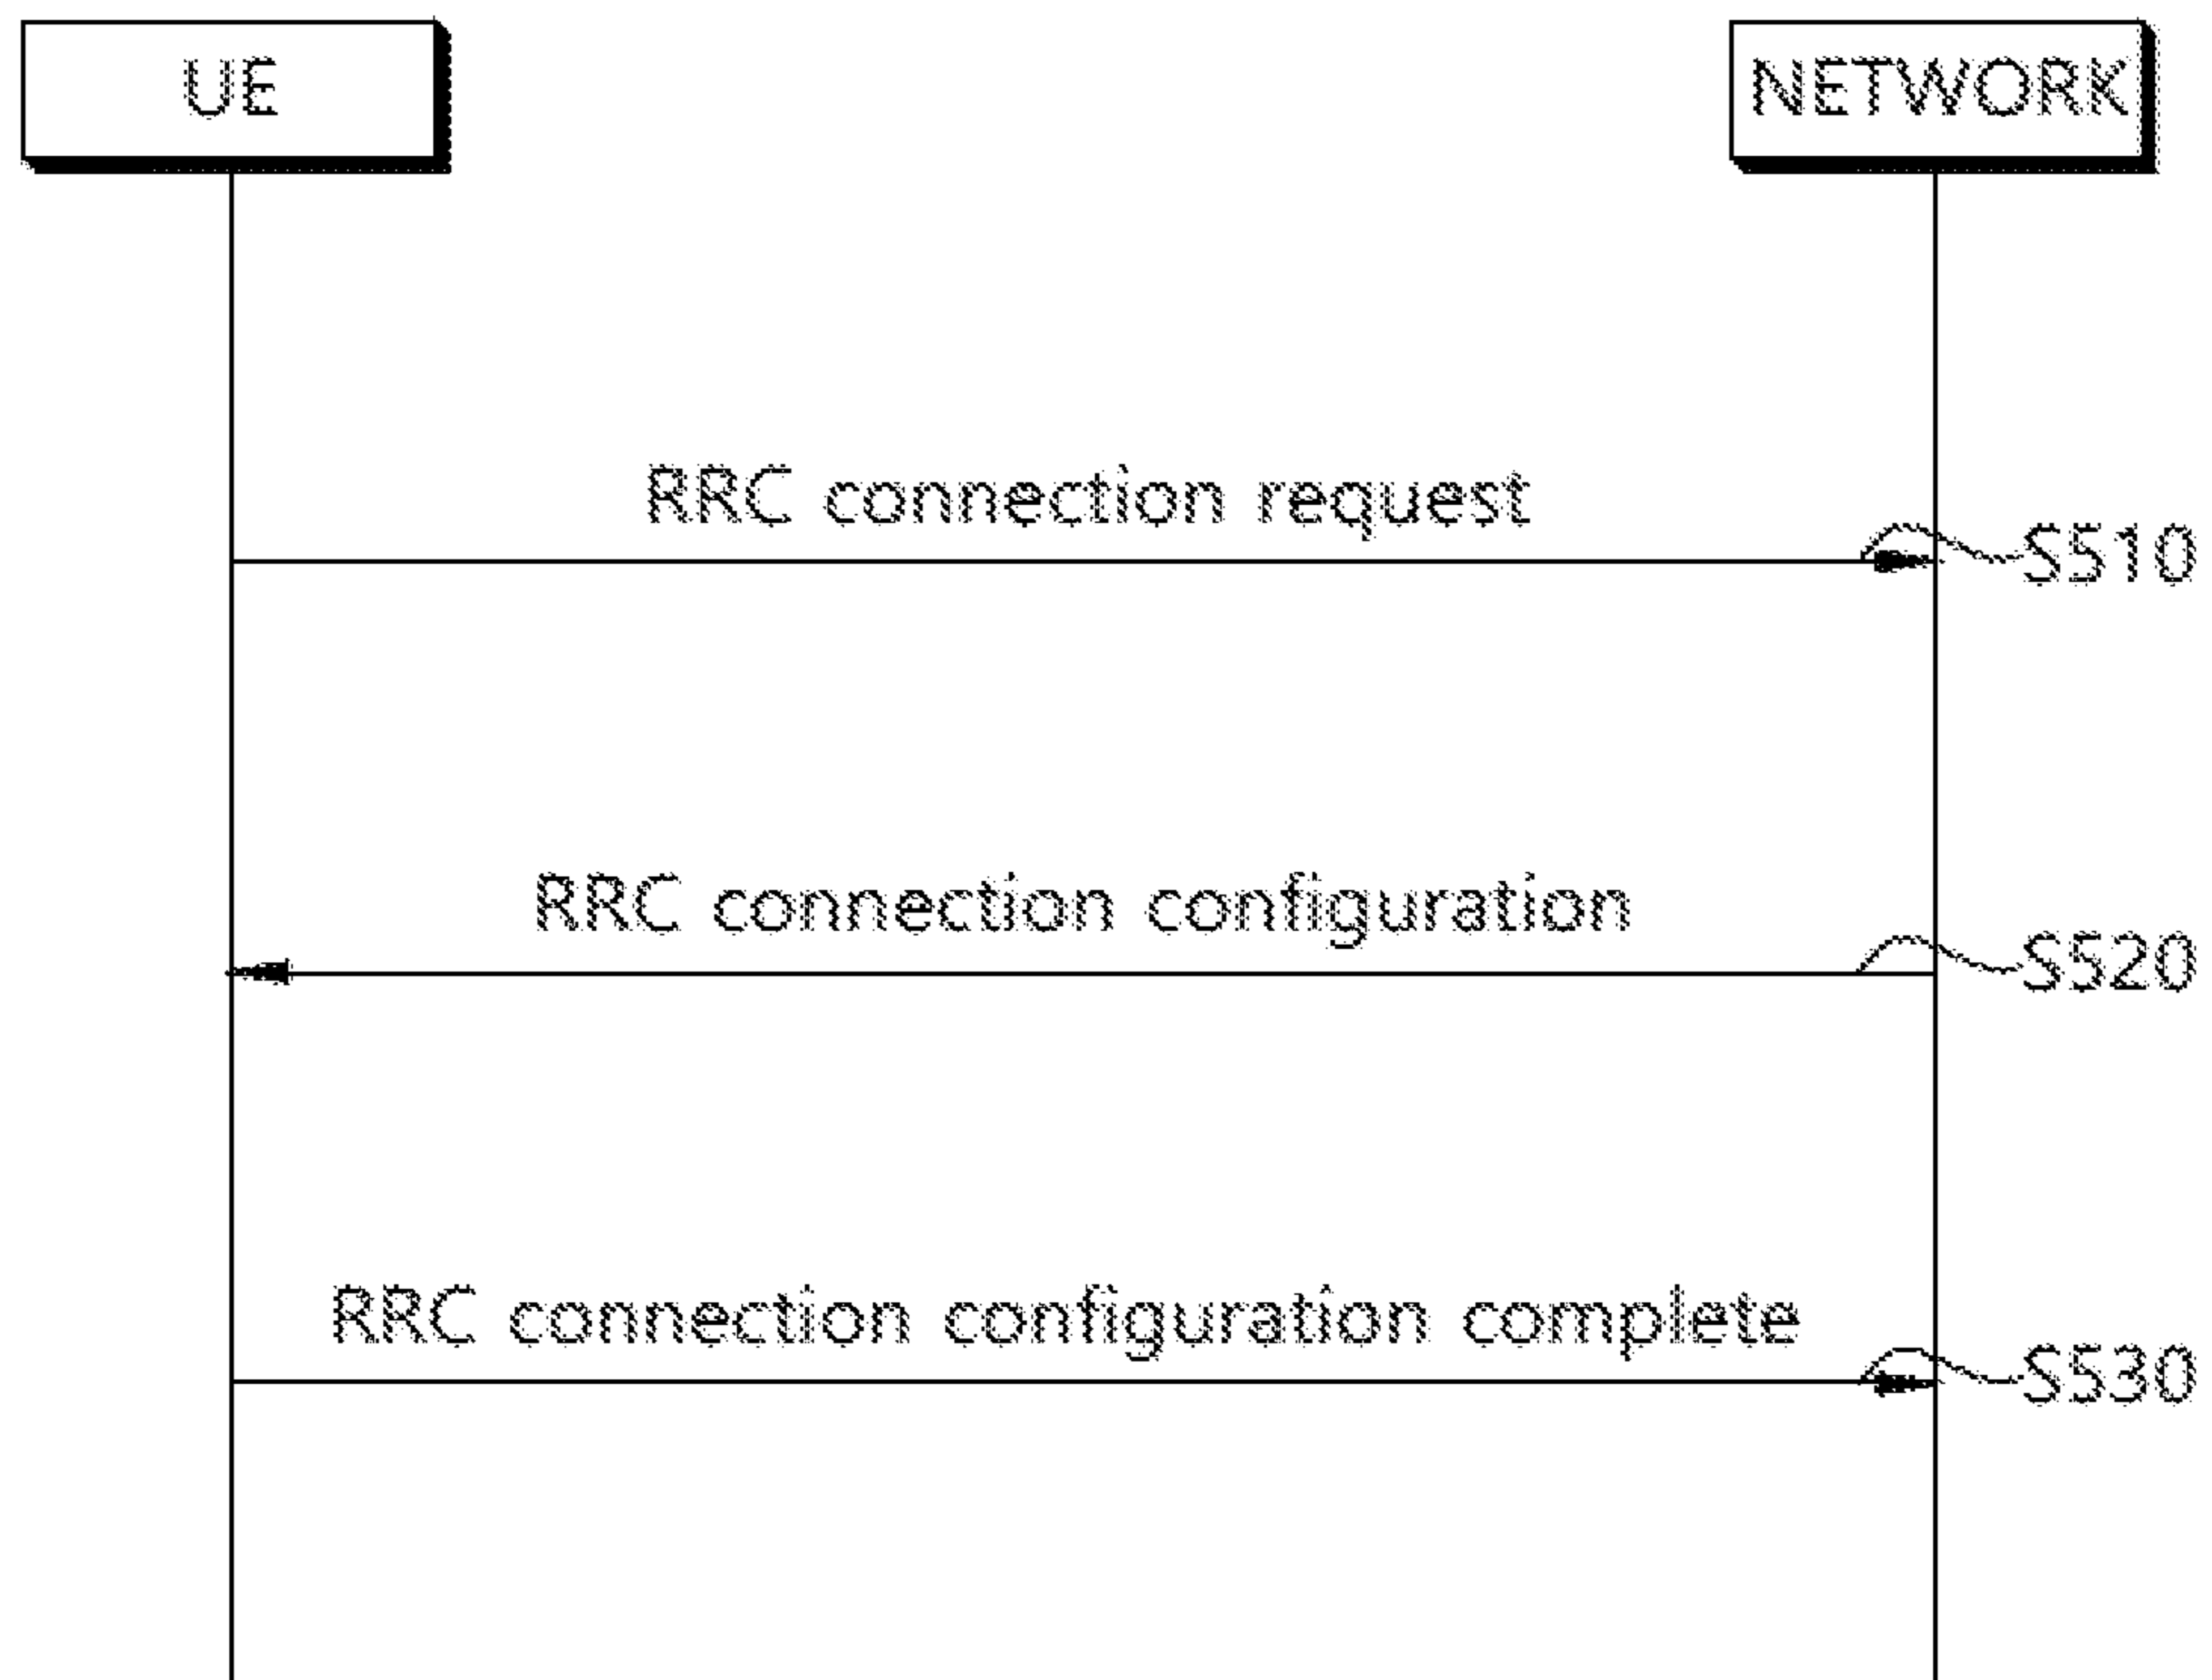 UE
NETWORK
RRC connection request
S510
RRC connection configuration
S520
RRC connection configuration complete
S530